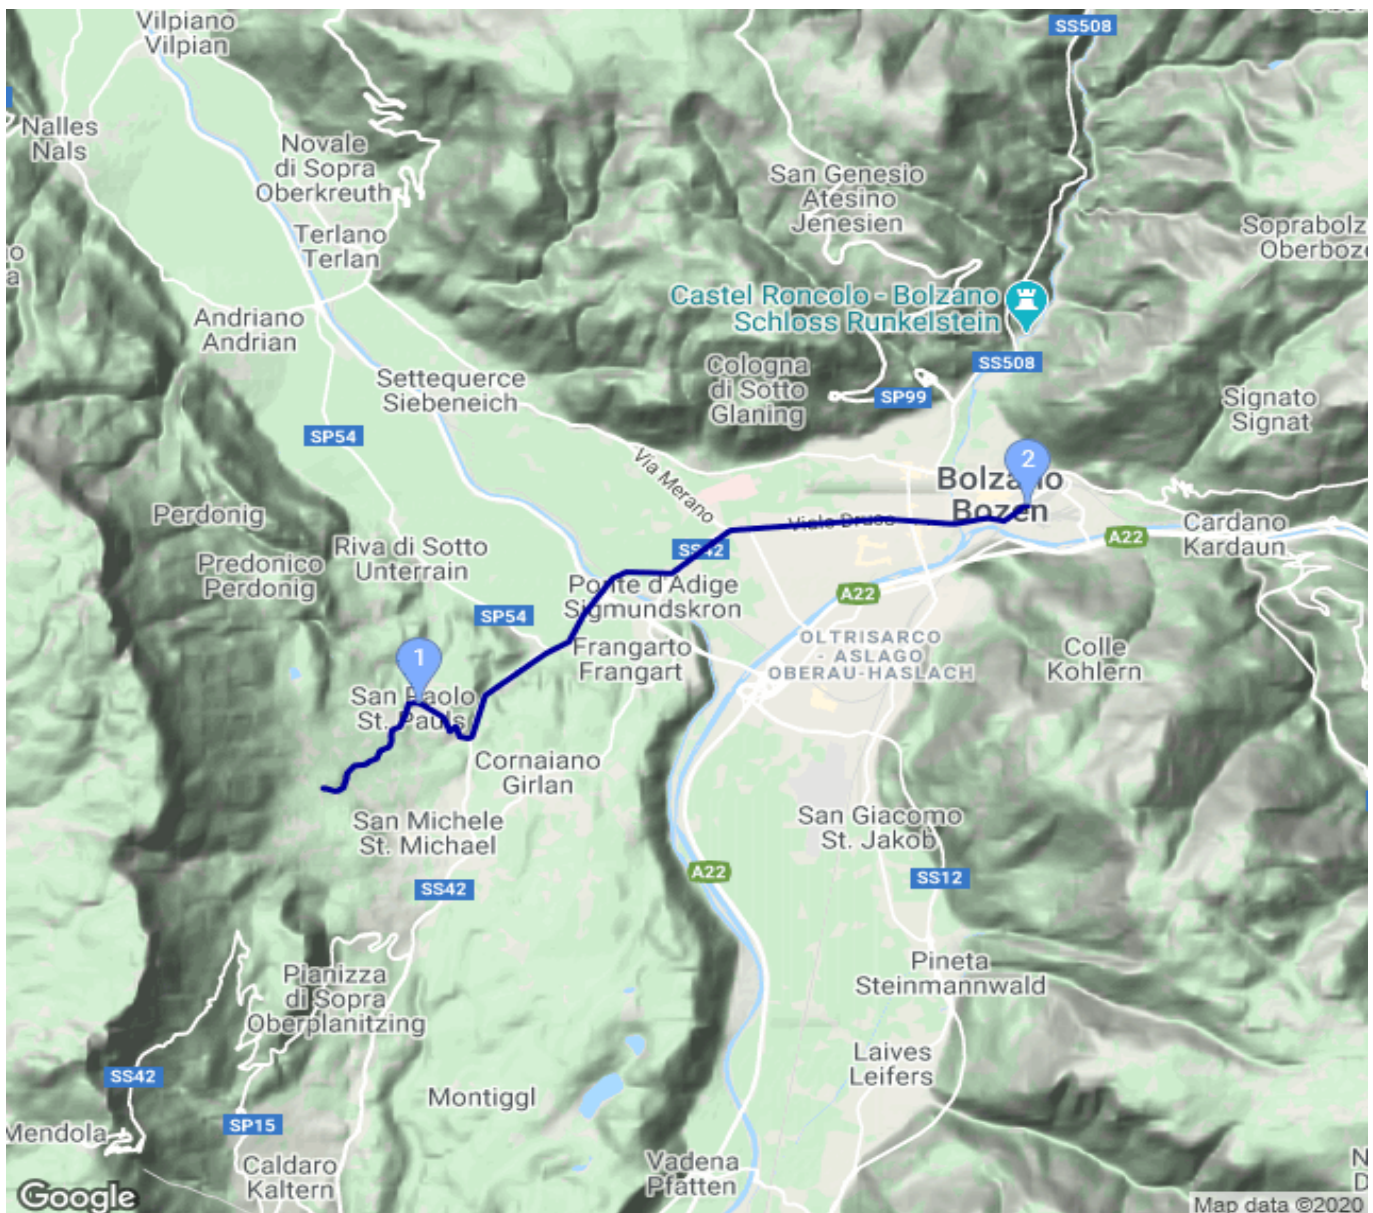 Vilpiano
Vilpian
SS508
Nalles
Nals
Novale
di Sopra
Oberkreuth
San Genesio
Atesino
Jenesien
Terlano
Terlan
Soprabolz
Oberboze
Castel Roncolo - Bolzano
Schloss Runkelstein
Andriano
Andrian
SS508
Settequerce
Siebeneich
Cologna
di Sotto
Glaning
SP99
Signato
Signat
SP54
Via Merano
2
Bolzano
Bozen
Perdonig
Viale Druso
Cardano
Kardaun
A22
Riva di Sotto
Unterrain
SS42
Predonico
Perdonig
Ponte d'Adige
Sigmundskron
A22
SP54
OLTRISARCO
- ASLAGO
OBERAU-HASLACH
Colle
Kohlern
Frangarto
Frangart
1
San Paolo
St. Pauls
Cornaiano
Girlan
San Michele
St. Michael
San Giacomo
St. Jakob
A22
SS12
SS42
Pineta
Steinmannwald
Pianizza
di Sopra
Oberplanitzing
Laives
Leifers
SS42
Montiggl
SP15
Mendola
Caldaro
Kaltern
Vadena
Pfatten
Google
Map data ©2020